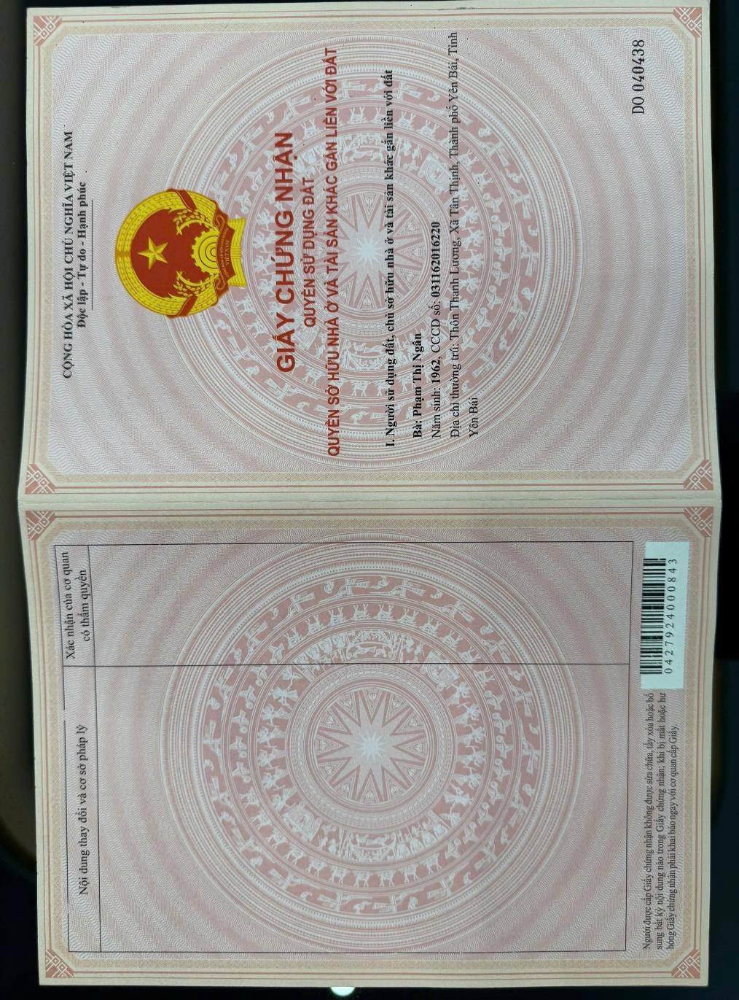 CỘNG HÒA XÃ HỘI CHỦ NGHĨA VIỆT NAM
Độc lập - Tự do - Hạnh phúc
GIẤY CHỨNG NHẬN
QUYỀN SỬ DỤNG ĐẤT
QUYỀN SỞ HỮU NHÀ Ở VÀ TÀI SẢN KHÁC GẮN LIỀN VỚI ĐẤT
I. Người sử dụng đất, chủ sở hữu nhà ở và tài sản khác gắn liền với đất
Bà: Phạm Thị Ngân
Năm sinh: 1962, CCCD số: 031162016220
Địa chỉ thường trú: Thôn Thanh Lương, Xã Tân Thịnh, Thành phố Yên Bái, Tỉnh
Yên Bái
DO 040438
Nội dung thay đổi và cơ sở pháp lý
Xác nhận của cơ quan
có thẩm quyền
Người được cấp Giấy chứng nhận không được sửa chữa, tẩy xóa hoặc bổ
sung bất kỳ nội dung nào trong Giấy chứng nhận; khi bị mất hoặc hư
hỏng Giấy chứng nhận phải khai báo ngay với cơ quan cấp Giấy.
0427924000843